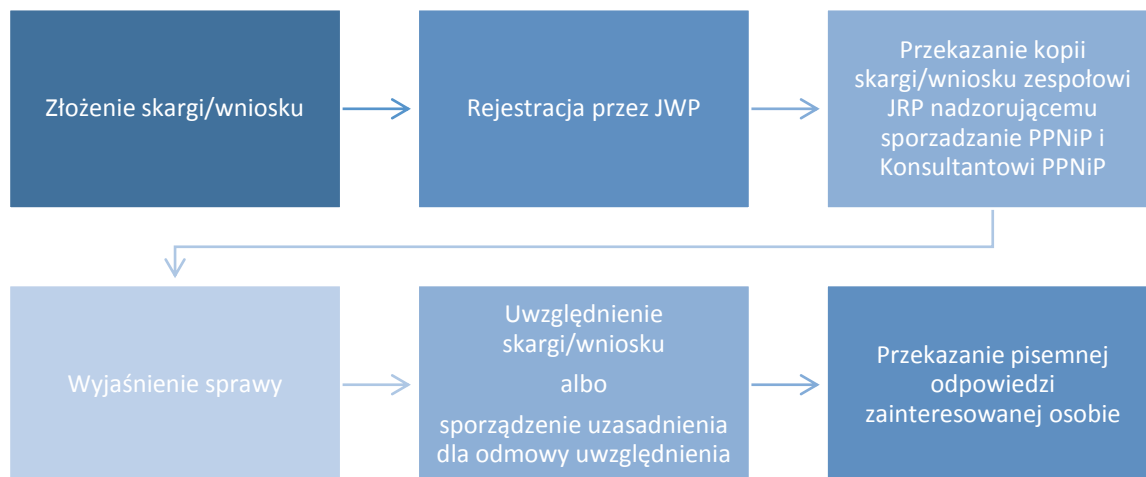 Złożenie skargi/wniosku
Rejestracja przez JWP
Przekazanie kopii
skargi/wniosku zespołowi
JRP nadzorującemu
sporzadzanie PPNiP i
Konsultantowi PPNiP
Wyjaśnienie sprawy
Uwzględnienie
skargi/wniosku
albo
sporządzenie uzasadnienia
dla odmowy uwzględnienia
Przekazanie pisemnej
odpowiedzi
zainteresowanej osobie